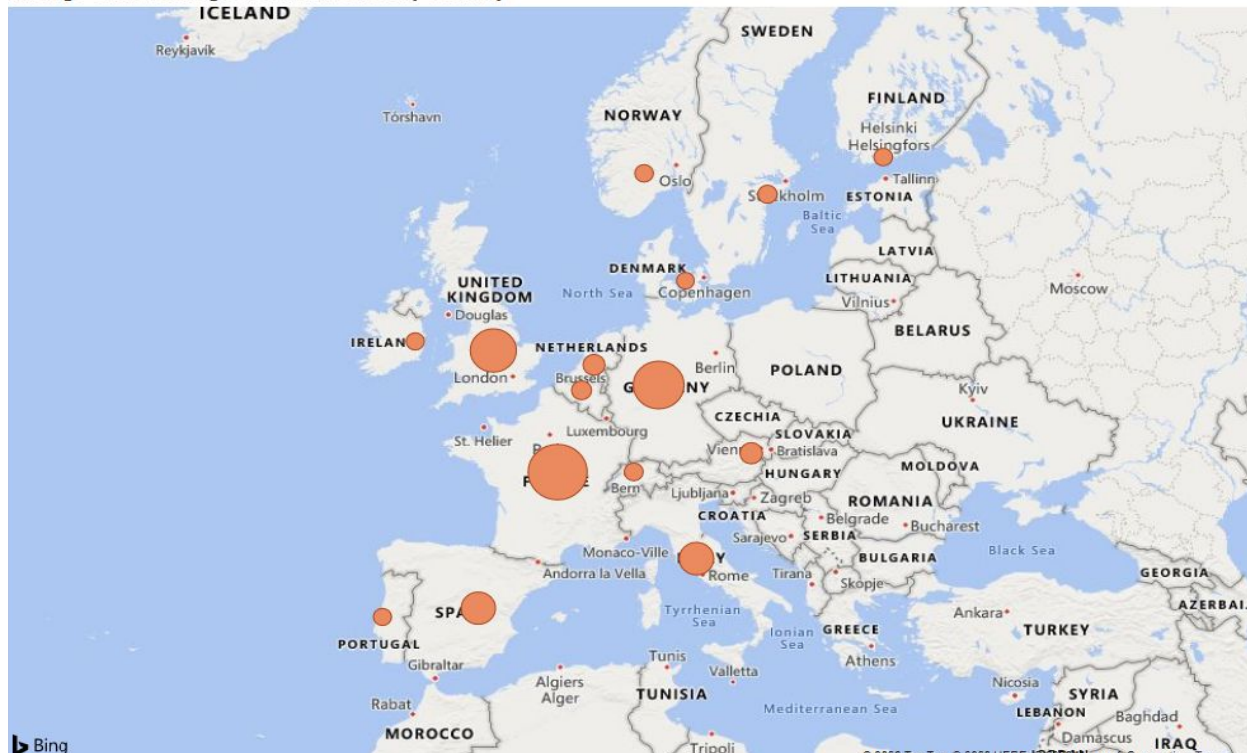 ICELAND
Reykjavík
SWEDEN
Tórshavn
NORWAY
FINLAND
Helsinki
Helsingfors
Oslo
Stockholm
Tallinn
ESTONIA
Baltic
Sea
LATVIA
DENMARK
LITHUANIA
Moscow
UNITED
KINGDOM
North Sea
Copenhagen
Vilnius
Douglas
BELARUS
IRELAN
NETHERLANDS
London
Brussels
G
NY
Berlin
POLAND
Kyiv
UKRAINE
CZECHIA
St. Helier
Luxembourg
SLOVAKIA
Vien
Bratislava
HUNGARY
MOLDOVA
F
E
Bern
Ljubljana
Zagreb
ROMANIA
CROATIA
Belgrade
Bucharest
Sarajevo
SERBIA
Monaco-Ville
BULGARIA
Black Sea
Andorra la Vella
Y
Rome
Tirana
Skopje
GEORGIA
Tyrrhenian
Sea
Ankara
AZERBAIJ
SPA
PORTUGAL
Ionian
Sea
GREECE
TURKEY
Athens
Gibraltar
Algiers
Alger
Tunis
Valletta
Nicosia
SYRIA
Rabat
TUNISIA
Mediterranean Sea
LEBANON
Baghdad
MOROCCO
Damascus
IRAQ
Tripoli
Bing